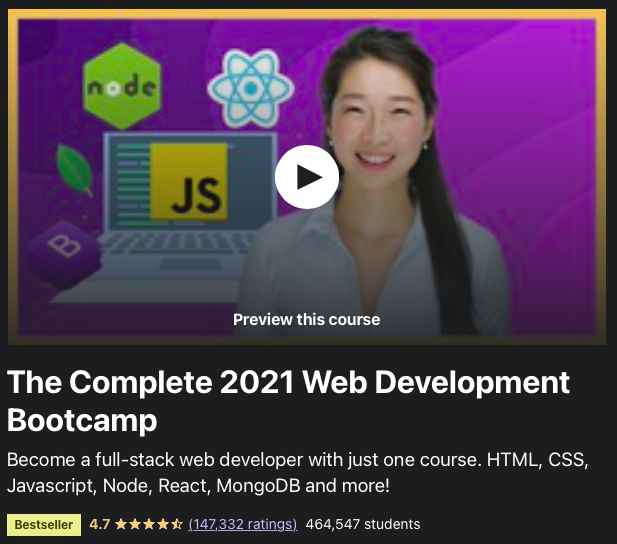 node
JS
B
Preview this course
The Complete 2021 Web Development
Bootcamp
Become a full-stack web developer with just one course. HTML, CSS,
Javascript, Node, React, MongoDB and more!
Bestseller 4.7 (147,332 ratings) 464,547 students